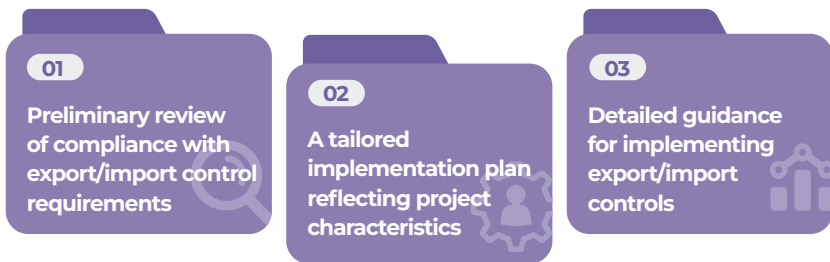 01
Preliminary review
of compliance with
export/import control
requirements
02
A tailored
implementation plan
reflecting project
characteristics
03
Detailed guidance
for implementing
export/import
controls